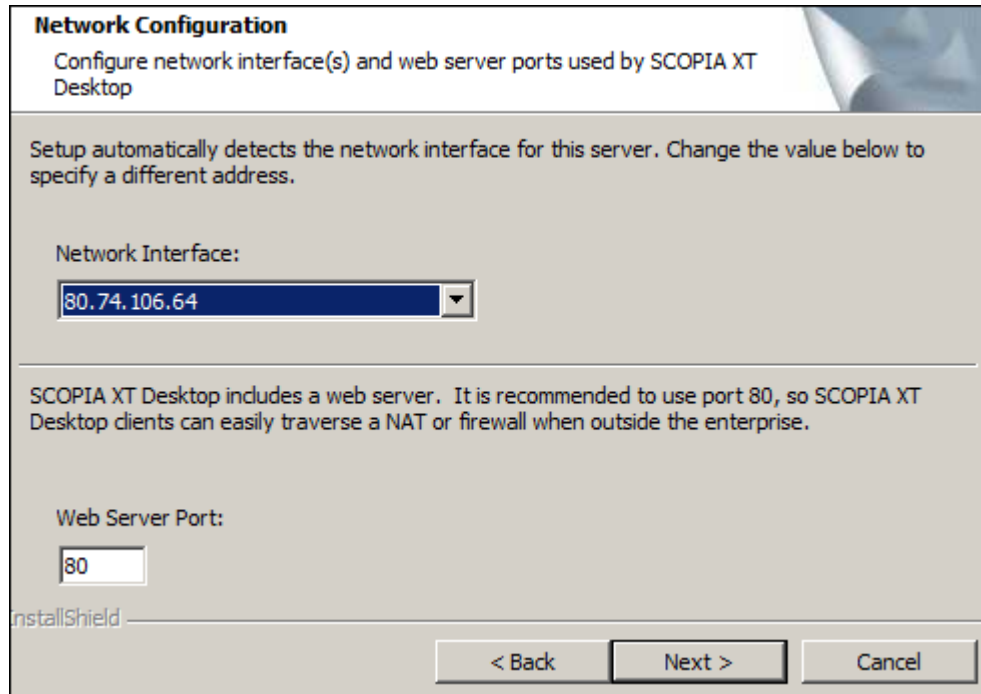 Network Configuration
Configure network interface(s) and web server ports used by SCOPIA XT
Desktop
Setup automatically detects the network interface for this server. Change the value below to
specify a different address.
Network Interface:
80.74.106.64
SCOPIA XT Desktop includes a web server.  It is recommended to use port 80, so SCOPIA XT
Desktop clients can easily traverse a NAT or firewall when outside the enterprise.
Web Server Port:
80
InstallShield
< Back
Next >
Cancel